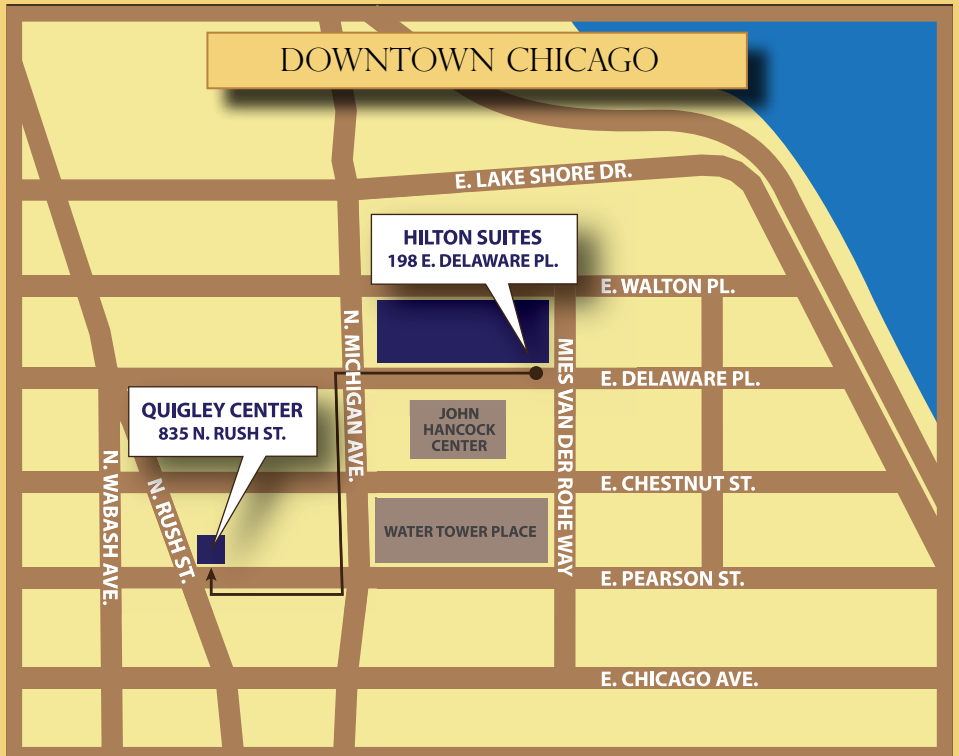 DOWNTOWN CHICAGO
E. LAKE SHORE DR.
HILTON SUITES
198 E. DELAWARE PL.
E. WALTON PL.
N. MICHIGAN AVE.
MIES VAN DER ROHE WAY
E. DELAWARE PL.
QUIGLEY CENTER
835 N. RUSH ST.
JOHN
HANCOCK
CENTER
N. WABASH AVE.
N. RUSH ST.
E. CHESTNUT ST.
WATER TOWER PLACE
E. PEARSON ST.
E. CHICAGO AVE.